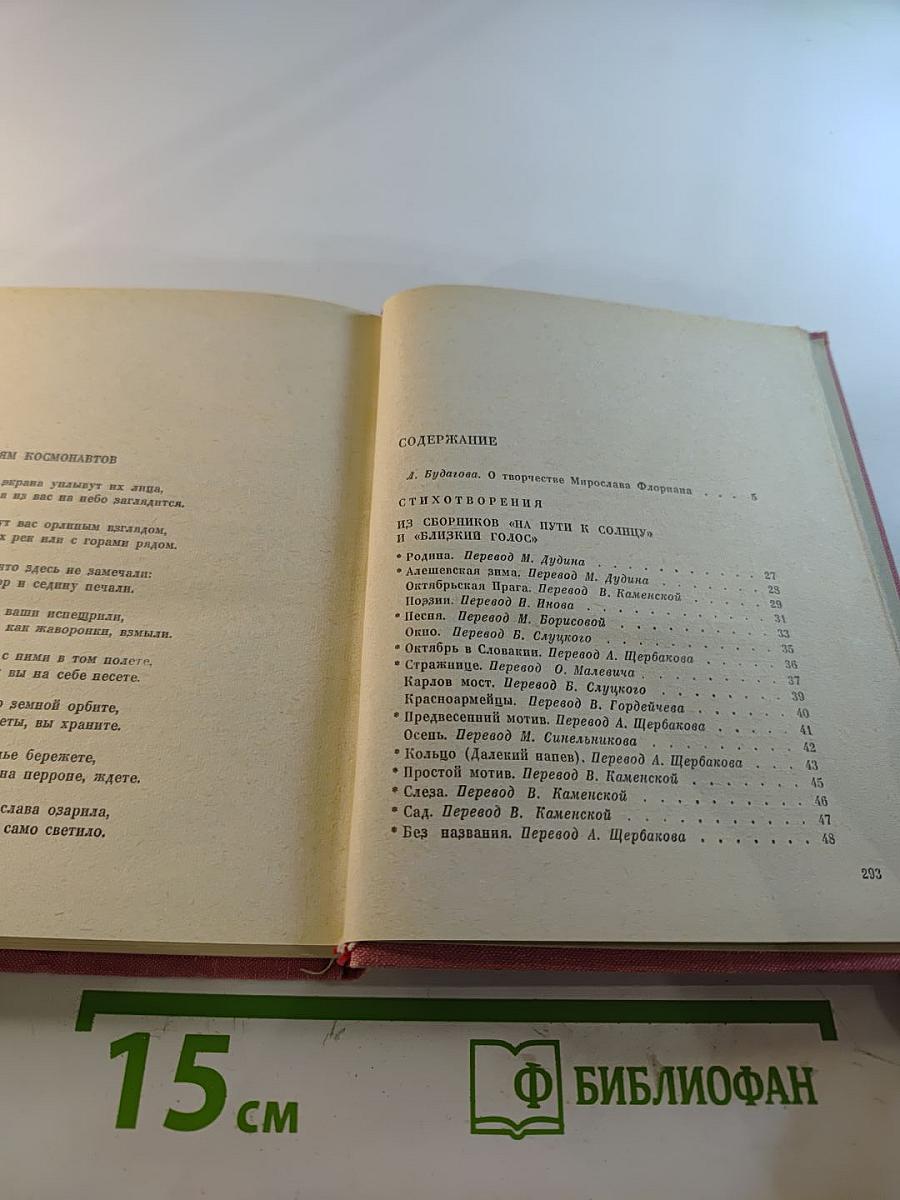 ЯМ КОСМОНАВТОВ
экрана уплывут их лица,
я из вас на небо заглядится.
ут вас орлиным взглядом,
х рек или с горами рядом.
что здесь не замечали:
ор и седину печали.
ваши испещрили,
как жаворонки, взмыли.
с ними в том полете,
вы на себе несете.
о земной орбите,
еты, вы храните.
ье бережете,
на перроне, ждете.
слава озарила,
само светило.
СОДЕРЖАНИЕ
Л. Будагова. О творчестве Мирослава Флориана . . . 5
СТИХОТВОРЕНИЯ
ИЗ СБОРНИКОВ «НА ПУТИ К СОЛНЦУ»
И «БЛИЗКИЙ ГОЛОС»
* Родина. Перевод М. Дудина . . . 27
* Алешевская зима. Перевод М. Дудина . . . 28
Октябрьская Прага. Перевод В. Каменской . . . 29
Поэзии. Перевод Н. Инова . . . 31
* Песня. Перевод М. Борисовой . . . 33
Окно. Перевод Б. Слуцкого . . . 35
* Октябрь в Словакии. Перевод А. Щербакова . . . 36
* Стражнице. Перевод О. Малевича . . . 37
Карлов мост. Перевод Б. Слуцкого . . . 39
Красноармейцы. Перевод В. Гордейчева . . . 40
* Предвесенний мотив. Перевод А. Щербакова . . . 41
Осень. Перевод М. Синельникова . . . 42
* Кольцо (Далекий напев). Перевод А. Щербакова . . . 43
* Простой мотив. Перевод В. Каменской . . . 45
* Слеза. Перевод В. Каменской . . . 46
* Сад. Перевод В. Каменской . . . 47
* Без названия. Перевод А. Щербакова . . . 48
293
15 см
Ф БИБЛИОФАН